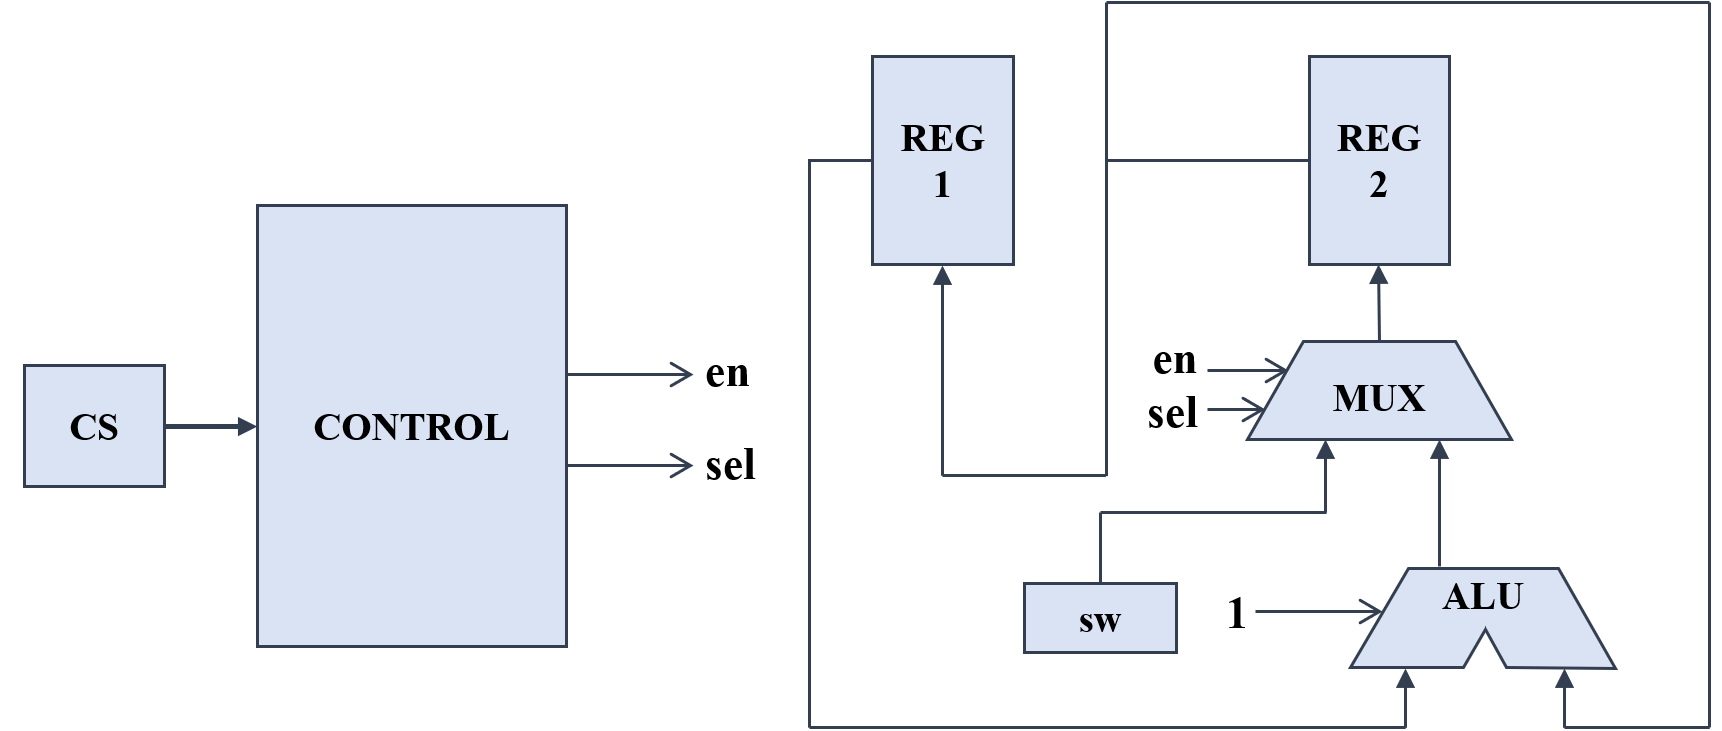 CS
CONTROL
en
sel
REG
1
REG
2
en
sel
MUX
sw
1
ALU